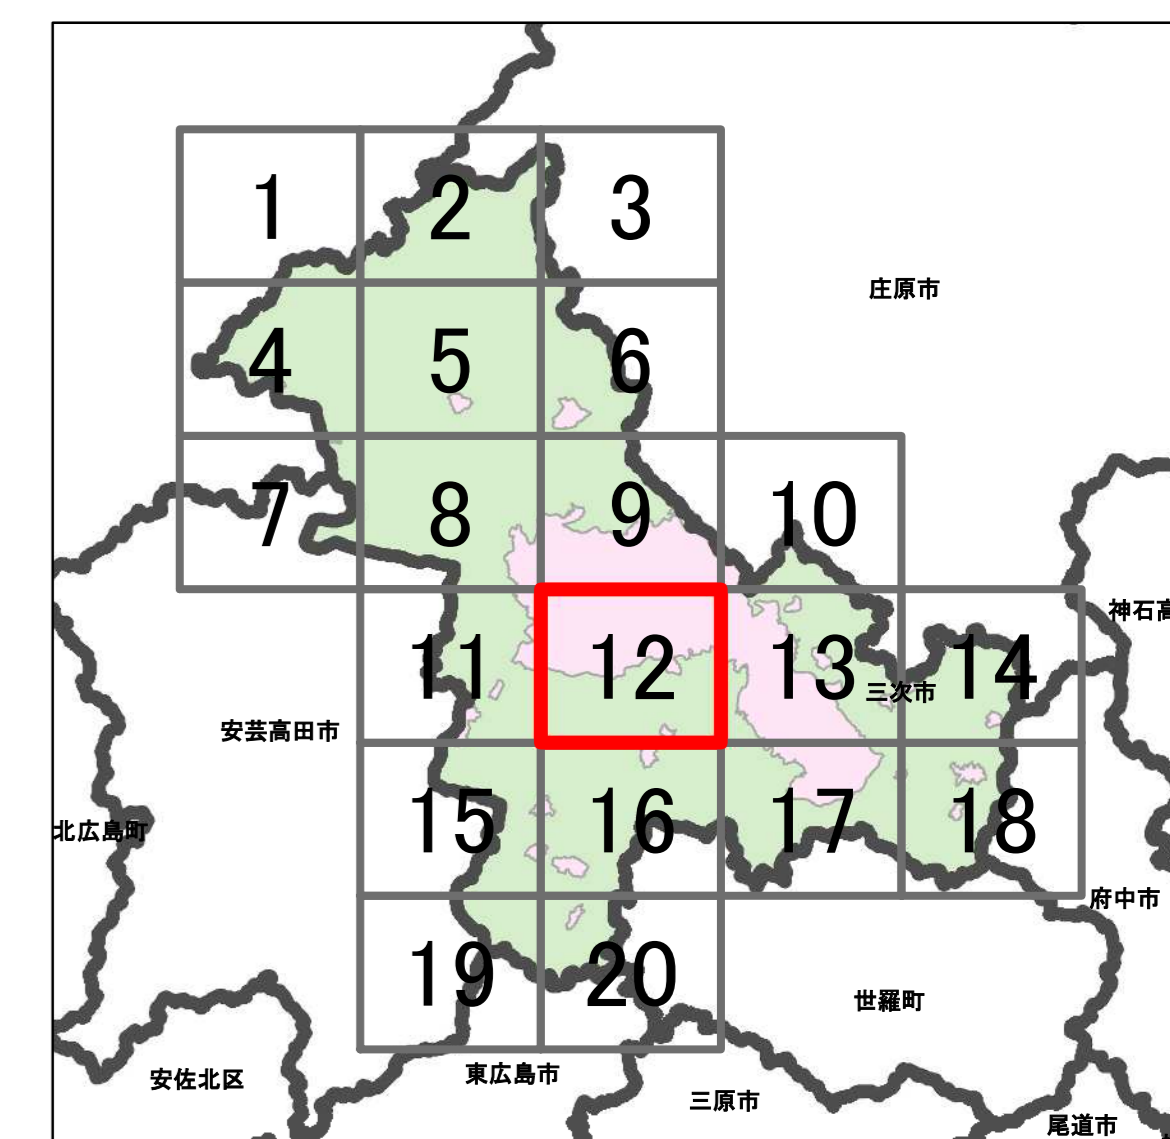 1 2 3
庄原市
4 5 6
7 8 9 10
神石高
11 12 13 14
三次市
安芸高田市
15 16 17 18
北広島町
府中市
19 20
世羅町
安佐北区 東広島市
三原市
尾道市